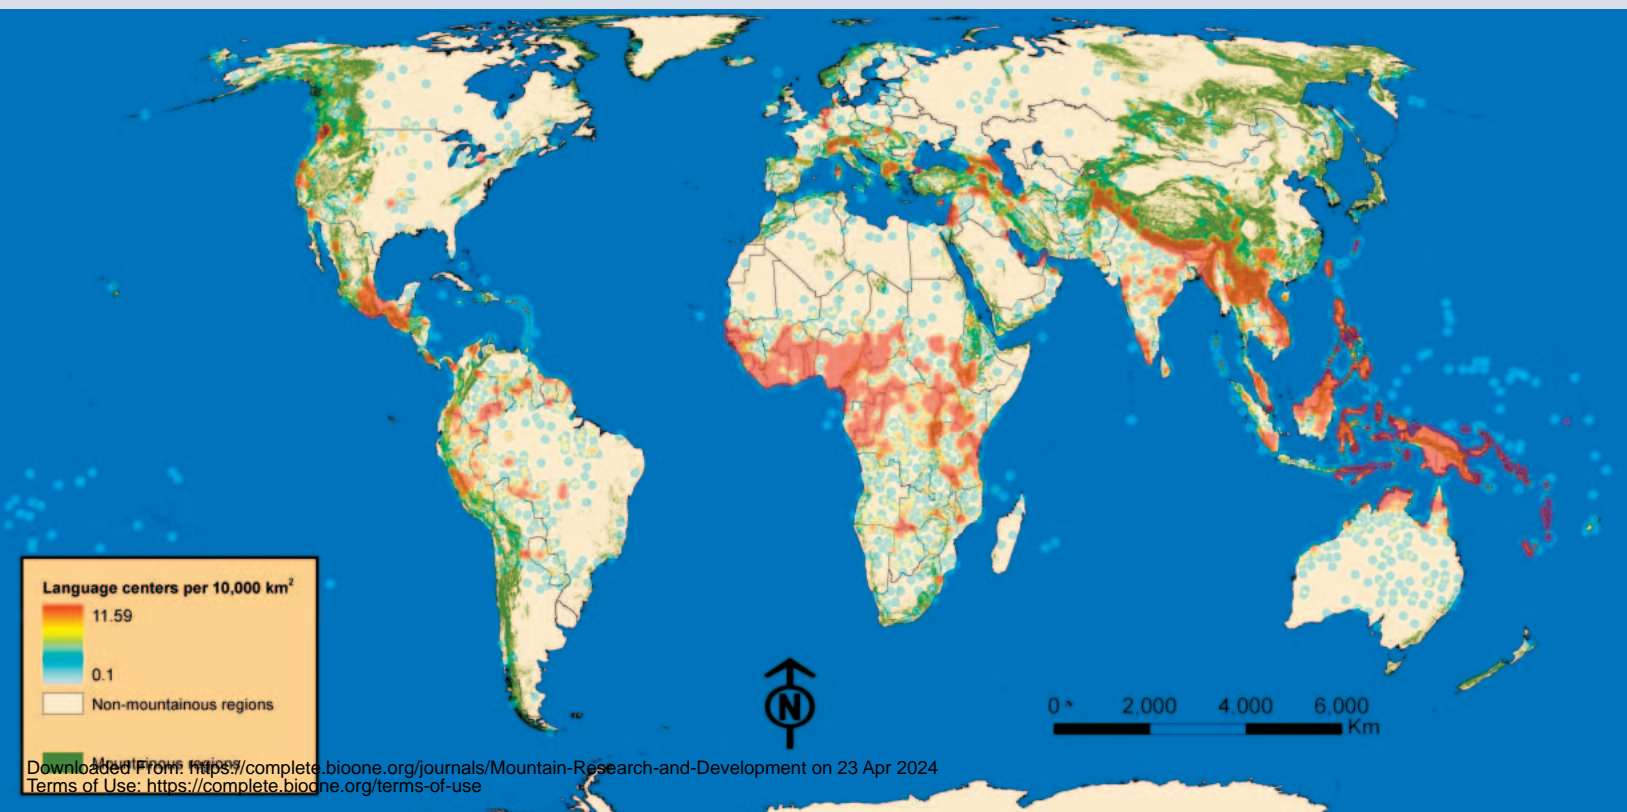 Language centers per 10,000 km²
11.59
0.1
Non-mountainous regions
Mountainous regions
N
0 2,000 4,000 6,000
Km
Downloaded From: https://complete.bioone.org/journals/Mountain-Research-and-Development on 23 Apr 2024
Terms of Use: https://complete.bioone.org/terms-of-use